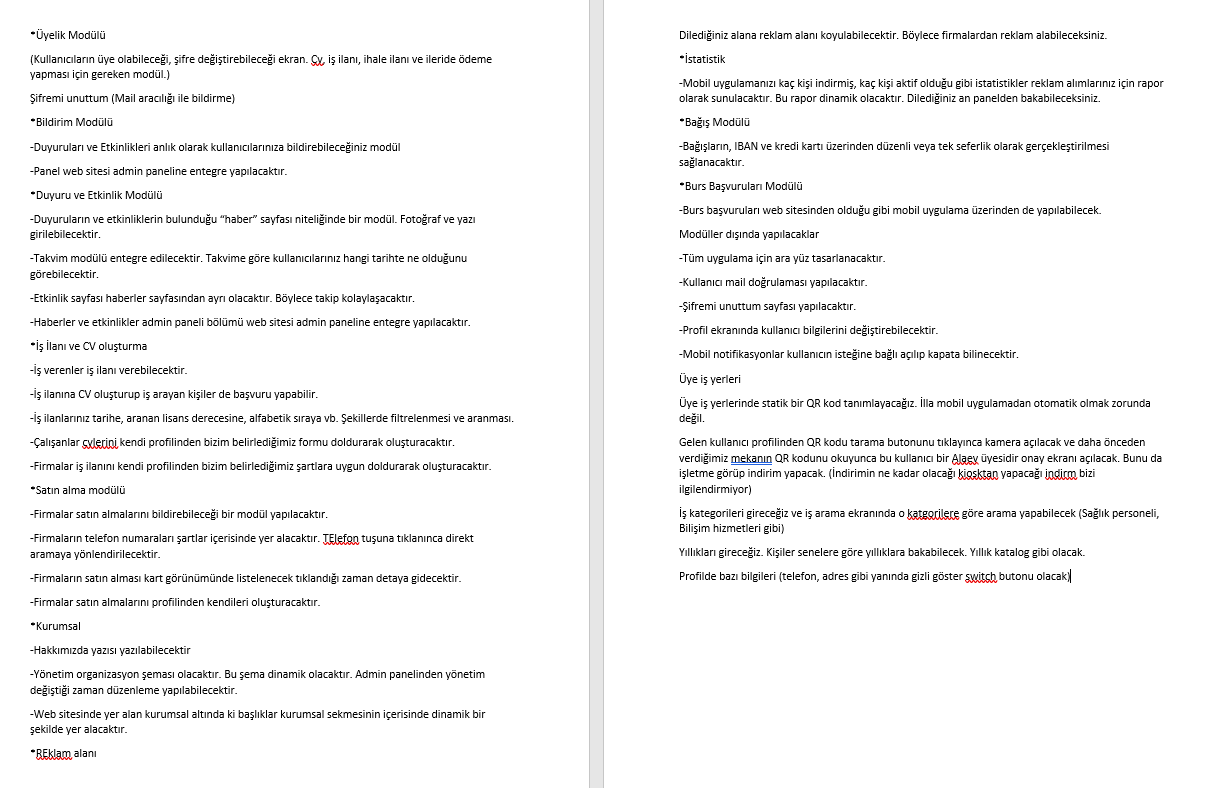 *Üyelik Modülü
(Kullanıcıların üye olabileceği, şifre değiştirebileceği ekran. Cv, iş ilanı, ihale ilanı ve ileride ödeme
yapması için gereken modül.)
Şifremi unuttum (Mail aracılığı ile bildirme)
*Bildirim Modülü
-Duyuruları ve Etkinlikleri anlık olarak kullanıcılarınıza bildirebileceğiniz modül
-Panel web sitesi admin paneline entegre yapılacaktır.
*Duyuru ve Etkinlik Modülü
-Duyuruların ve etkinliklerin bulunduğu “haber” sayfası niteliğinde bir modül. Fotoğraf ve yazı
girilebilecektir.
-Takvim modülü entegre edilecektir. Takvime göre kullanıcılarınız hangi tarihte ne olduğunu
görebilecektir.
-Etkinlik sayfası haberler sayfasından ayrı olacaktır. Böylece takip kolaylaşacaktır.
-Haberler ve etkinlikler admin paneli bölümü web sitesi admin paneline entegre yapılacaktır.
*İş İlanı ve CV oluşturma
-İş verenler iş ilanı verebilecektir.
-İş ilanına CV oluşturup iş arayan kişiler de başvuru yapabilir.
-İş ilanlarınız tarihe, aranan lisans derecesine, alfabetik sıraya vb. Şekillerde filtrelenmesi ve aranması.
-Çalışanlar cvlerini kendi profilinden bizim belirlediğimiz formu doldurarak oluşturacaktır.
-Firmalar iş ilanını kendi profilinden bizim belirlediğimiz şartlara uygun doldurarak oluşturacaktır.
*Satın alma modülü
-Firmalar satın almalarını bildirebileceği bir modül yapılacaktır.
-Firmaların telefon numaraları şartlar içerisinde yer alacaktır. TElefon tuşuna tıklanınca direkt
aramaya yönlendirilecektir.
-Firmaların satın alması kart görünümünde listelenecek tıklandığı zaman detaya gidecektir.
-Firmalar satın almalarını profilinden kendileri oluşturacaktır.
*Kurumsal
-Hakkımızda yazısı yazılabilecektir
-Yönetim organizasyon şeması olacaktır. Bu şema dinamik olacaktır. Admin panelinden yönetim
değiştiği zaman düzenleme yapılabilecektir.
-Web sitesinde yer alan kurumsal altında ki başlıklar kurumsal sekmesinin içerisinde dinamik bir
şekilde yer alacaktır.
*REklam alanı
Dilediğiniz alana reklam alanı koyulabilecektir. Böylece firmalardan reklam alabileceksiniz.
*İstatistik
-Mobil uygulamanızı kaç kişi indirmiş, kaç kişi aktif olduğu gibi istatistikler reklam alımlarınız için rapor
olarak sunulacaktır. Bu rapor dinamik olacaktır. Dilediğiniz an panelden bakabileceksiniz.
*Bağış Modülü
-Bağışların, IBAN ve kredi kartı üzerinden düzenli veya tek seferlik olarak gerçekleştirilmesi
sağlanacaktır.
*Burs Başvuruları Modülü
-Burs başvuruları web sitesinden olduğu gibi mobil uygulama üzerinden de yapılabilecek.
Modüller dışında yapılacaklar
-Tüm uygulama için ara yüz tasarlanacaktır.
-Kullanıcı mail doğrulaması yapılacaktır.
-Şifremi unuttum sayfası yapılacaktır.
-Profil ekranında kullanıcı bilgilerini değiştirebilecektir.
-Mobil notifikasyonlar kullanıcın isteğine bağlı açılıp kapata bilinecektir.
Üye iş yerleri
Üye iş yerlerinde statik bir QR kod tanımlayacağız. İlla mobil uygulamadan otomatik olmak zorunda
değil.
Gelen kullanıcı profilinden QR kodu tarama butonunu tıklayınca kamera açılacak ve daha önceden
verdiğimiz mekanın QR kodunu okuyunca bu kullanıcı bir Alaev üyesidir onay ekranı açılacak. Bunu da
işletme görüp indirim yapacak. (İndirimin ne kadar olacağı kiosktan yapacağı indirm bizi
ilgilendirmiyor)
İş kategorileri gireceğiz ve iş arama ekranında o katgorilere göre arama yapabilecek (Sağlık personeli,
Bilişim hizmetleri gibi)
Yıllıkları gireceğiz. Kişiler senelere göre yıllıklara bakabilecek. Yıllık katalog gibi olacak.
Profilde bazı bilgileri (telefon, adres gibi yanında gizli göster switch butonu olacak)